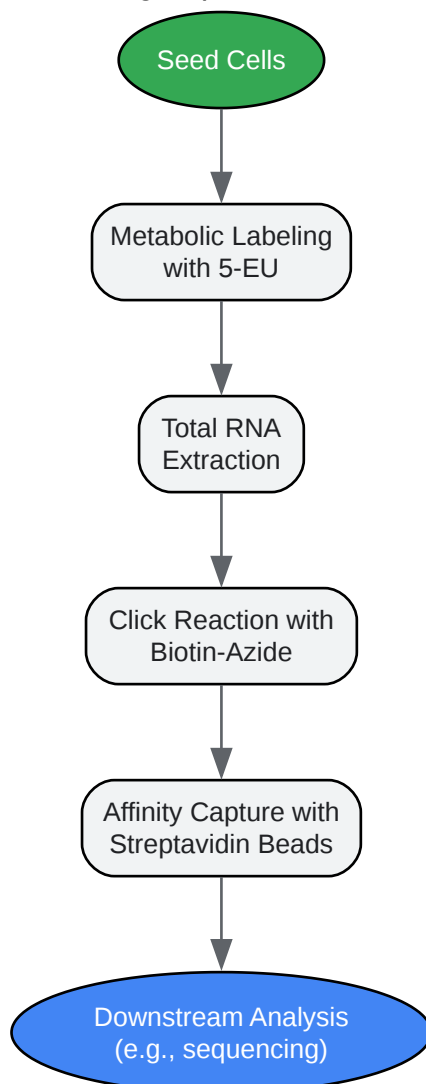 Seed Cells
Metabolic Labeling
with 5-EU
Total RNA
Extraction
Click Reaction with
Biotin-Azide
Affinity Capture with
Streptavidin Beads
Downstream Analysis
(e.g., sequencing)